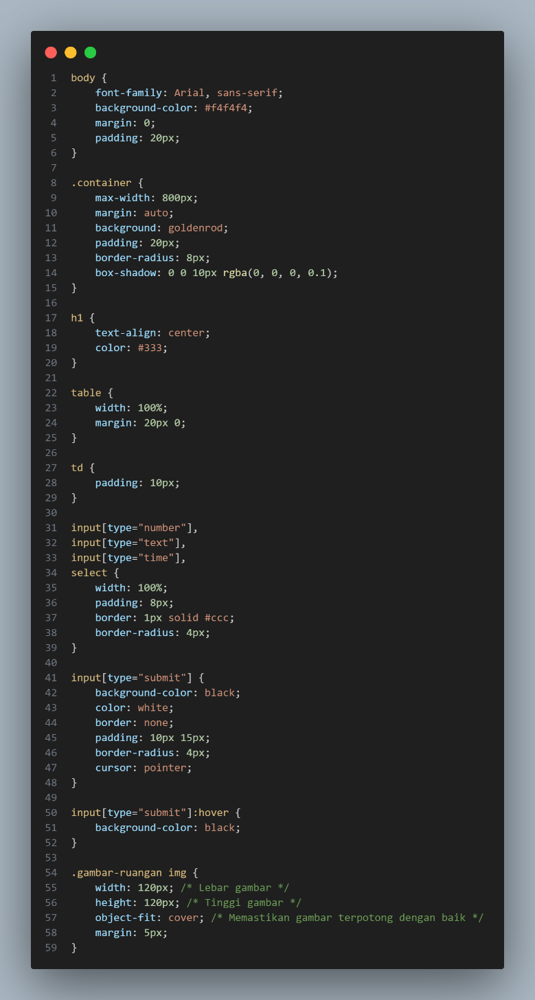 1 body {
2     font-family: Arial, sans-serif;
3     background-color: #f4f4f4;
4     margin: 0;
5     padding: 20px;
6 }
7
8 .container {
9     max-width: 800px;
10     margin: auto;
11     background: goldenrod;
12     padding: 20px;
13     border-radius: 8px;
14     box-shadow: 0 0 10px rgba(0, 0, 0, 0.1);
15 }
16
17 h1 {
18     text-align: center;
19     color: #333;
20 }
21
22 table {
23     width: 100%;
24     margin: 20px 0;
25 }
26
27 td {
28     padding: 10px;
29 }
30
31 input[type="number"],
32 input[type="text"],
33 input[type="time"],
34 select {
35     width: 100%;
36     padding: 8px;
37     border: 1px solid #ccc;
38     border-radius: 4px;
39 }
40
41 input[type="submit"] {
42     background-color: black;
43     color: white;
44     border: none;
45     padding: 10px 15px;
46     border-radius: 4px;
47     cursor: pointer;
48 }
49
50 input[type="submit"]:hover {
51     background-color: black;
52 }
53
54 .gambar-ruangan img {
55     width: 120px; /* Lebar gambar */
56     height: 120px; /* Tinggi gambar */
57     object-fit: cover; /* Memastikan gambar terpotong dengan baik */
58     margin: 5px;
59 }